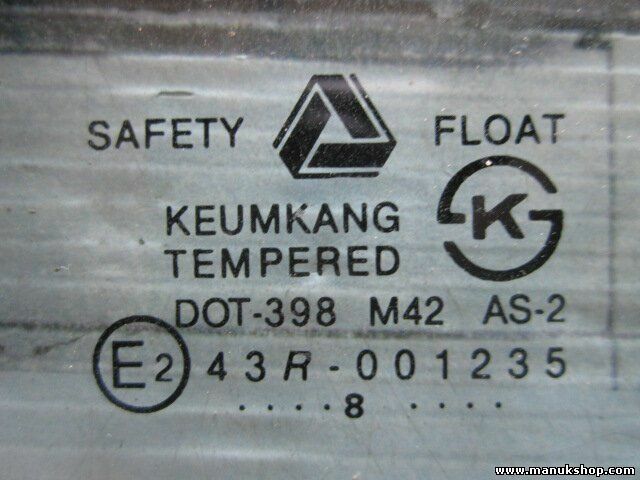 SAFETY FLOAT
KEUMKANG K
TEMPERED
DOT-398 M42 AS-2
E2 43R-001235
....8 ....
www.manukshop.com